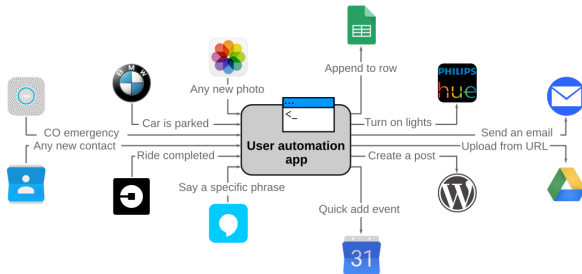 Append to row
BMW
Any new photo
PHILIPS
hue
Car is parked
<_
Turn on lights
CO emergency
Send an email
Any new contact
User automation
app
Upload from URL
Ride completed
Create a post
Say a specific phrase
W
Quick add event
31